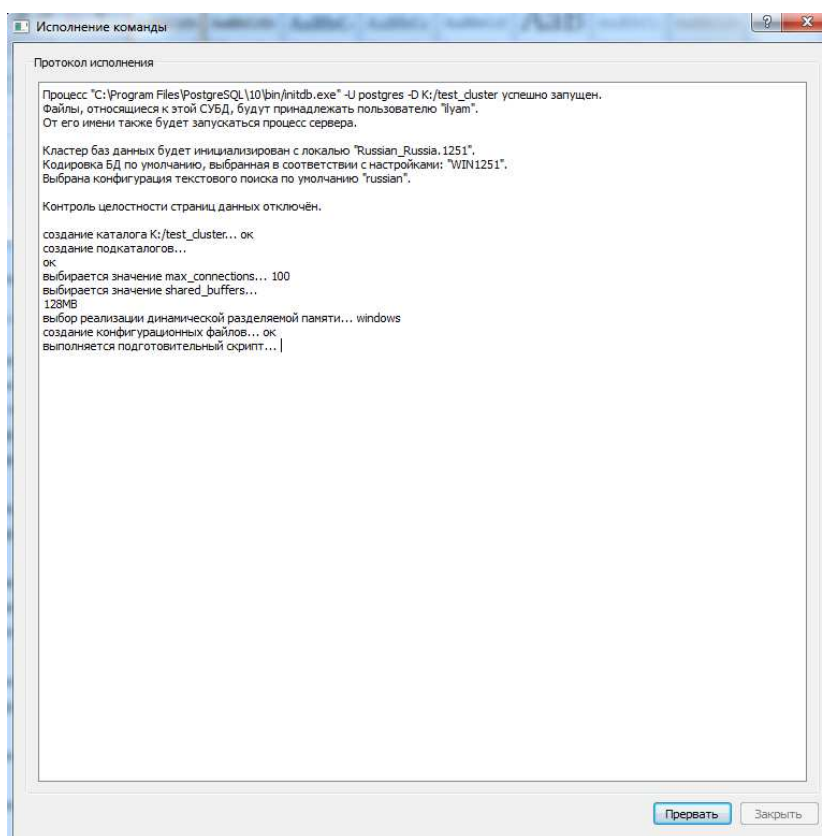 Исполнение команды
Протокол исполнения
Процесс "C:\Program Files\PostgreSQL\10\bin/initdb.exe" -U postgres -D K:/test_cluster успешно запущен.
Файлы, относящиеся к этой СУБД, будут принадлежать пользователю "ilyam".
От его имени также будет запускаться процесс сервера.
Кластер баз данных будет инициализирован с локалью "Russian_Russia.1251".
Кодировка БД по умолчанию, выбранная в соответствии с настройками: "WIN1251".
Выбрана конфигурация текстового поиска по умолчанию "russian".
Контроль целостности страниц данных отключён.
создание каталога K:/test_cluster... ок
создание подкаталогов...
ок
выбирается значение max_connections... 100
выбирается значение shared_buffers...
128MB
выбор реализации динамической разделяемой памяти... windows
создание конфигурационных файлов... ок
выполняется подготовительный скрипт...
Прервать Закрыть